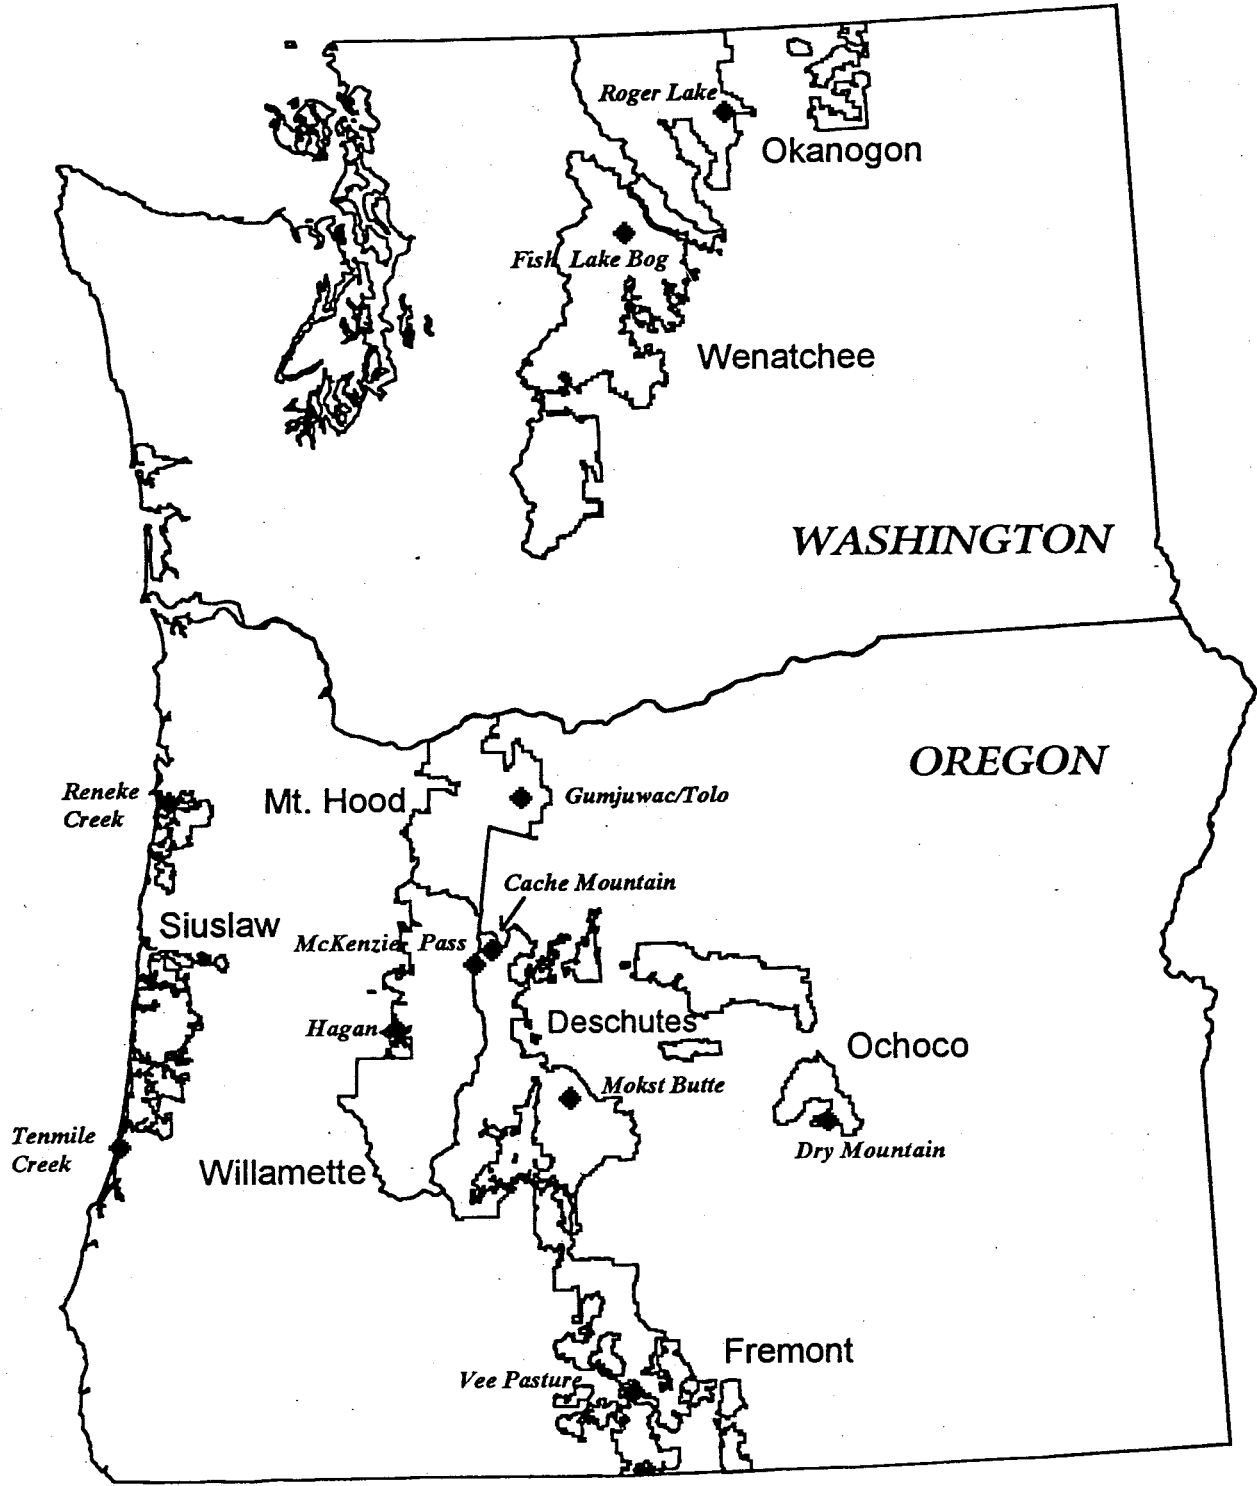 Roger Lake
Okanogon
Fish Lake Bog
Wenatchee
WASHINGTON
OREGON
Reneke
Creek
Mt. Hood
Gumjuwac/Tolo
Cache Mountain
Siuslaw
McKenzie Pass
Hagan
Deschutes
Ochoco
Mokst Butte
Tenmile
Creek
Dry Mountain
Willamette
Fremont
Vee Pasture